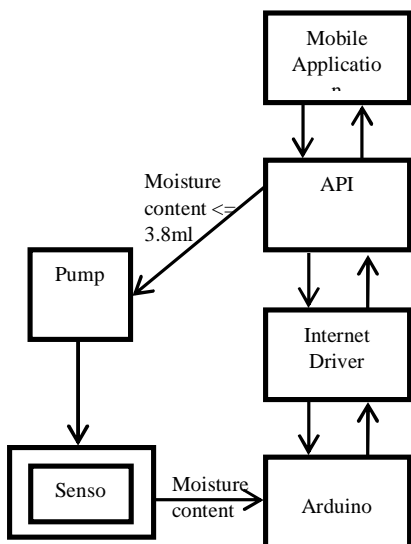 Mobile
Applicatio
n
API
Moisture
content <=
3.8ml
Pump
Internet
Driver
Senso
Moisture
content
Arduino